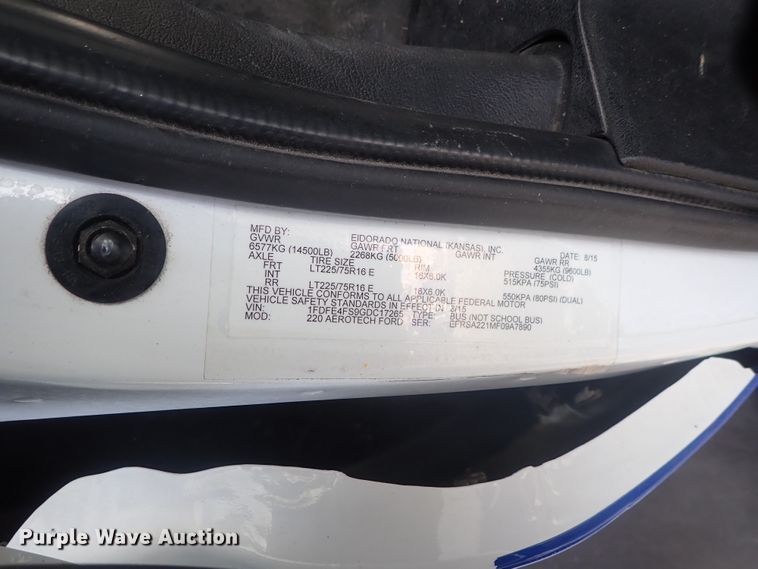 MFD BY: EIDORADO NATIONAL (KANSAS), INC. DATE 8/15
GVWR GAWR FRT GAWR INT GAWR RR
6577KG (14500LB) 2268KG (5000LB) 4355KG (9600LB)
AXLE TIRE SIZE RIM PRESSURE (COLD)
FRT LT225/75R16 E 16X6.0K 515KPA (75PSI)
INT
RR LT225/75R16 E 16X6.0K 550KPA (80PSI) (DUAL)
THIS VEHICLE CONFORMS TO ALL APPLICABLE FEDERAL MOTOR
VEHICLE SAFETY STANDARDS IN EFFECT IN 8/15
VIN: 1FDFE4FS9GDC17265 TYPE: BUS (NOT SCHOOL BUS)
MOD: 220 AEROTECH FORD SER: EFRSA221MF09A7890
Purple Wave Auction